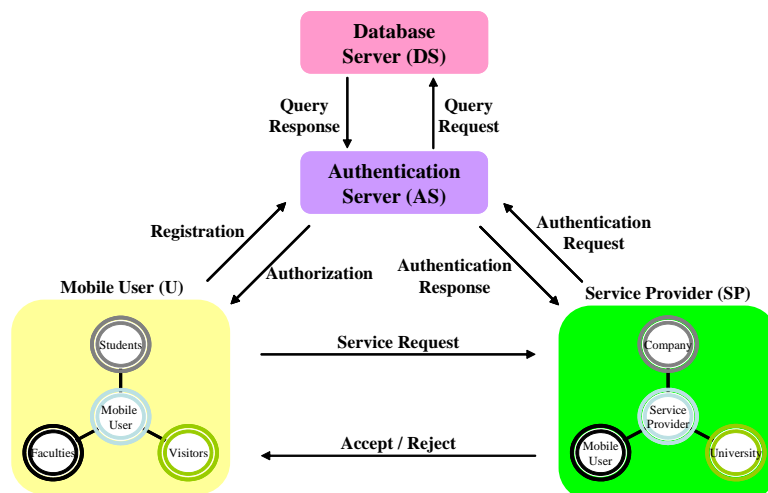 Database
Server (DS)
Query
Response
Query
Request
Authentication
Server (AS)
Registration
Authorization
Authentication
Response
Authentication
Request
Mobile User (U)
Service Provider (SP)
Students
Mobile
User
Faculties
Visitors
Service Request
Accept / Reject
Company
Service
Provider
Mobile
User
University